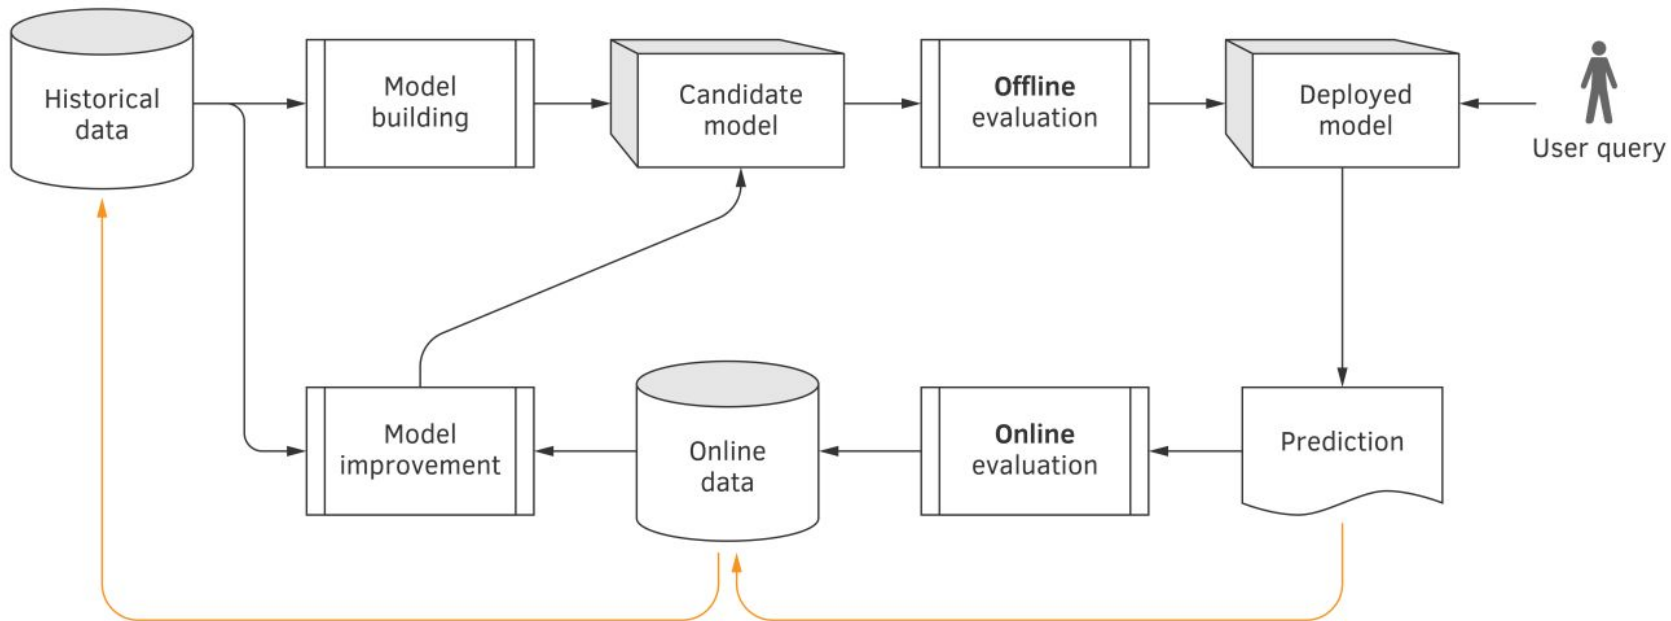 Historical
data
Model
building
Candidate
model
Offline
evaluation
Deployed
model
User query
Model
improvement
Online
data
Online
evaluation
Prediction